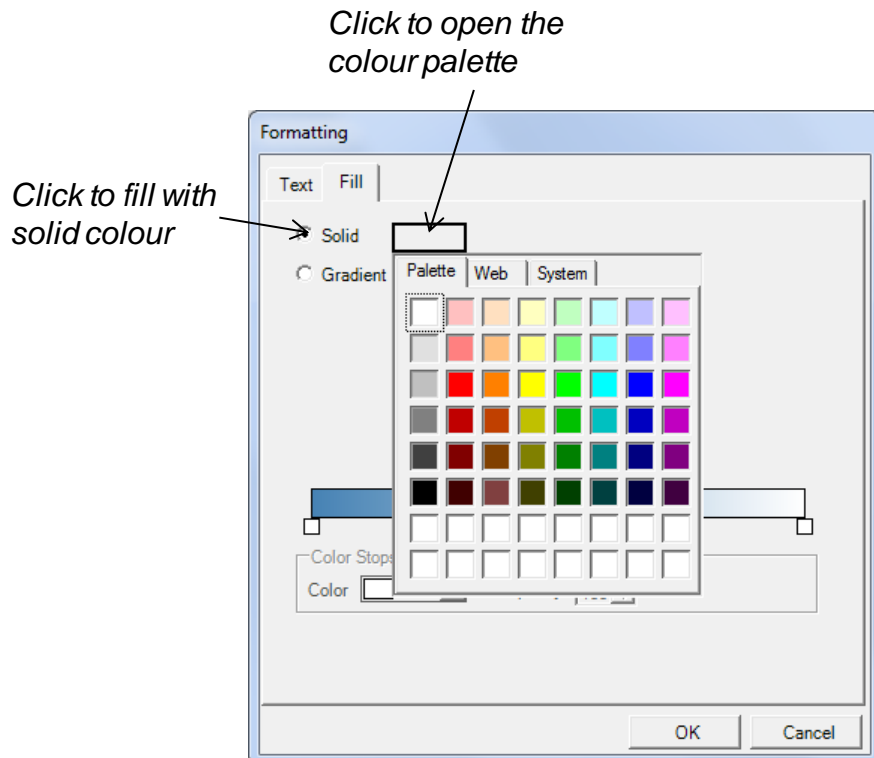 Click to open the
colour palette
Formatting
Text Fill
Click to fill with
solid colour
Solid
Gradient
Palette Web System
Color Stops
Color
OK Cancel